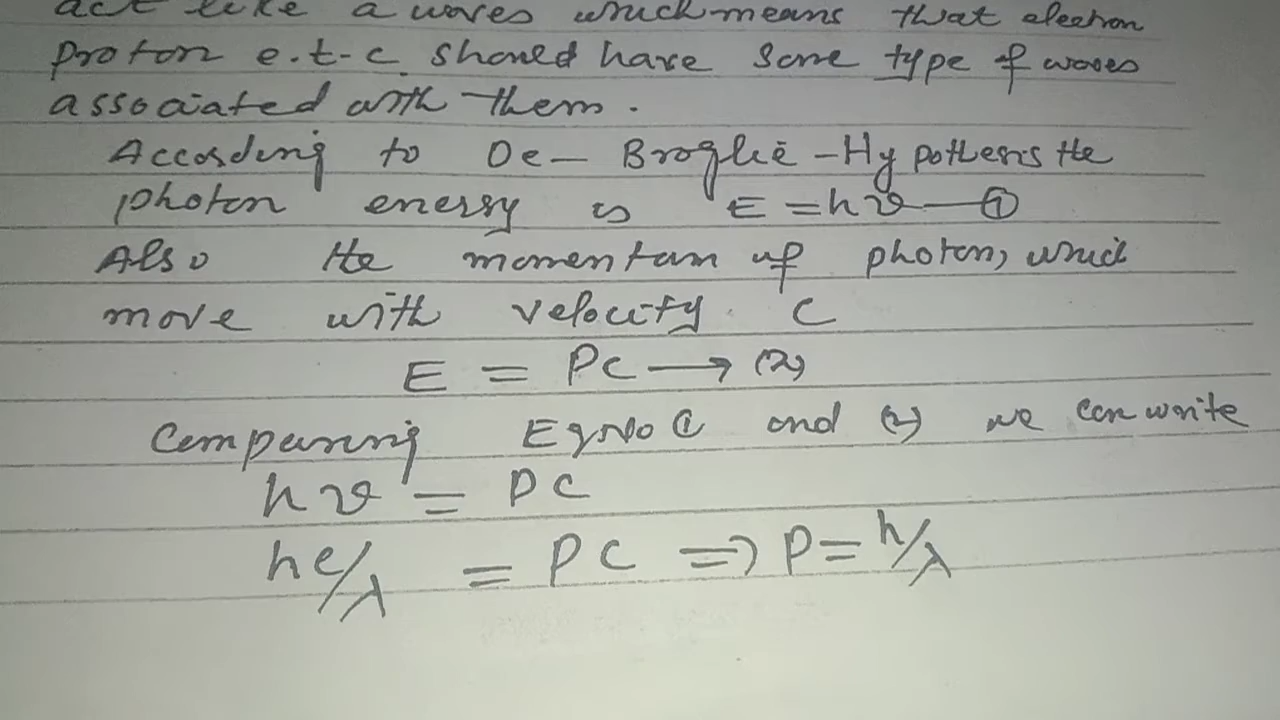 act like a waves which means that electron
proton e.t-c should have some type of waves
associated with them.
According to De-Broglie-Hypothesis the
photon energy is E = hν — ①
Also the momentum of photon, which
move with velocity C
E = PC → (2)
Comparing Eqn No ① and (2) we can write
hν = PC
hc/λ = PC ⇒ P = h/λ